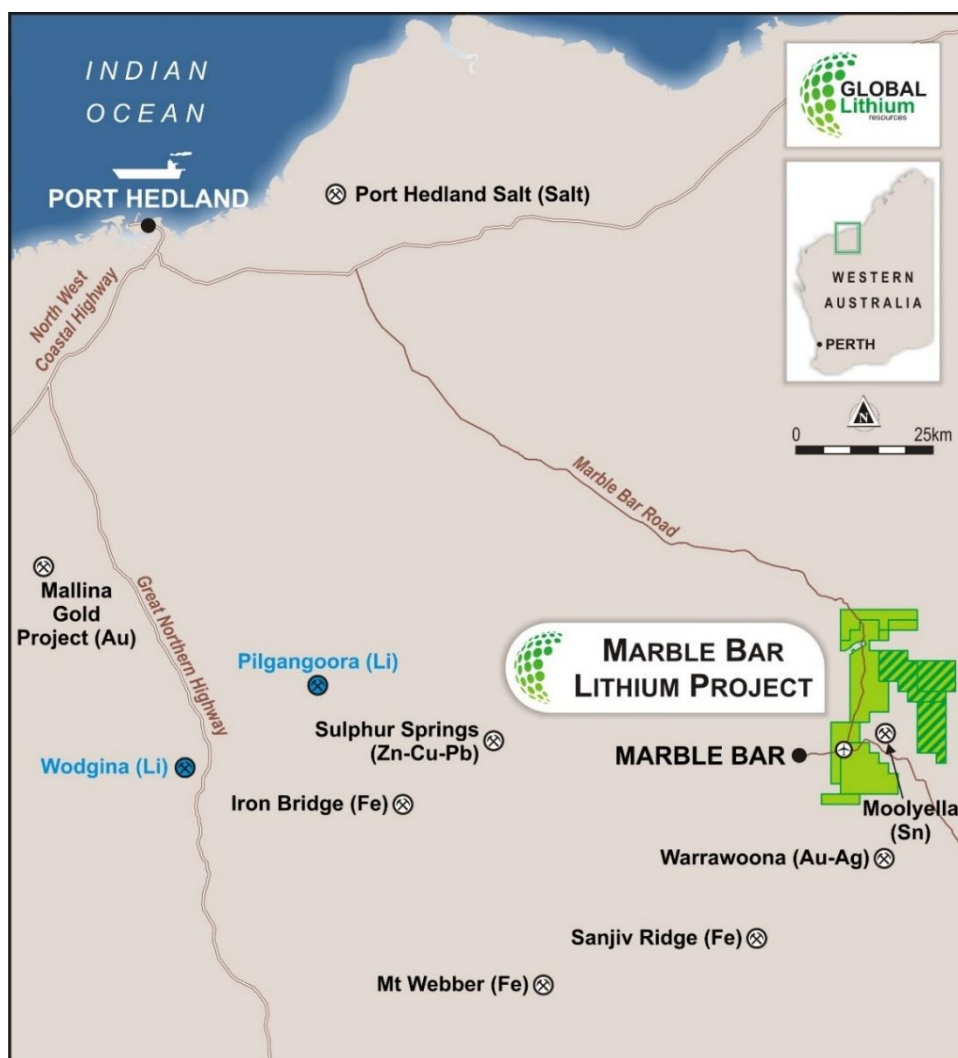 INDIAN
OCEAN
PORT HEDLAND
Port Hedland Salt (Salt)
GLOBAL
Lithium
resources
WESTERN
AUSTRALIA
PERTH
N
0 25km
North West
Coastal Highway
Marble Bar Road
Great Northern Highway
Mallina
Gold
Project (Au)
Pilgangoora (Li)
MARBLE BAR
LITHIUM PROJECT
Sulphur Springs
(Zn-Cu-Pb)
MARBLE BAR
Wodgina (Li)
Iron Bridge (Fe)
Moolyella
(Sn)
Warrawoona (Au-Ag)
Sanjiv Ridge (Fe)
Mt Webber (Fe)